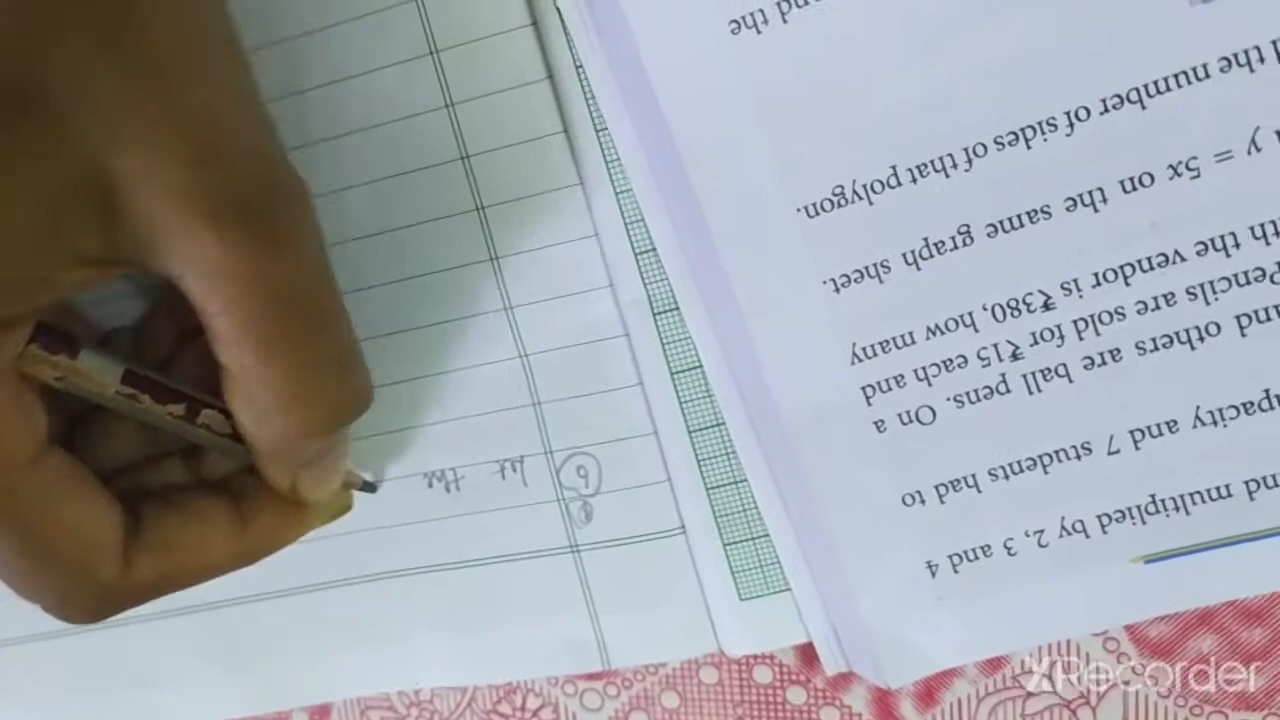 nd multiplied by 2, 3 and 4
pacity and 7 students had to
and others are ball pens. On a
Pencils are sold for ₹15 each and
th the vendor is ₹380, how many
y = 5x on the same graph sheet.
d the number of sides of that polygon.
nd the
6 let the
XRecorder